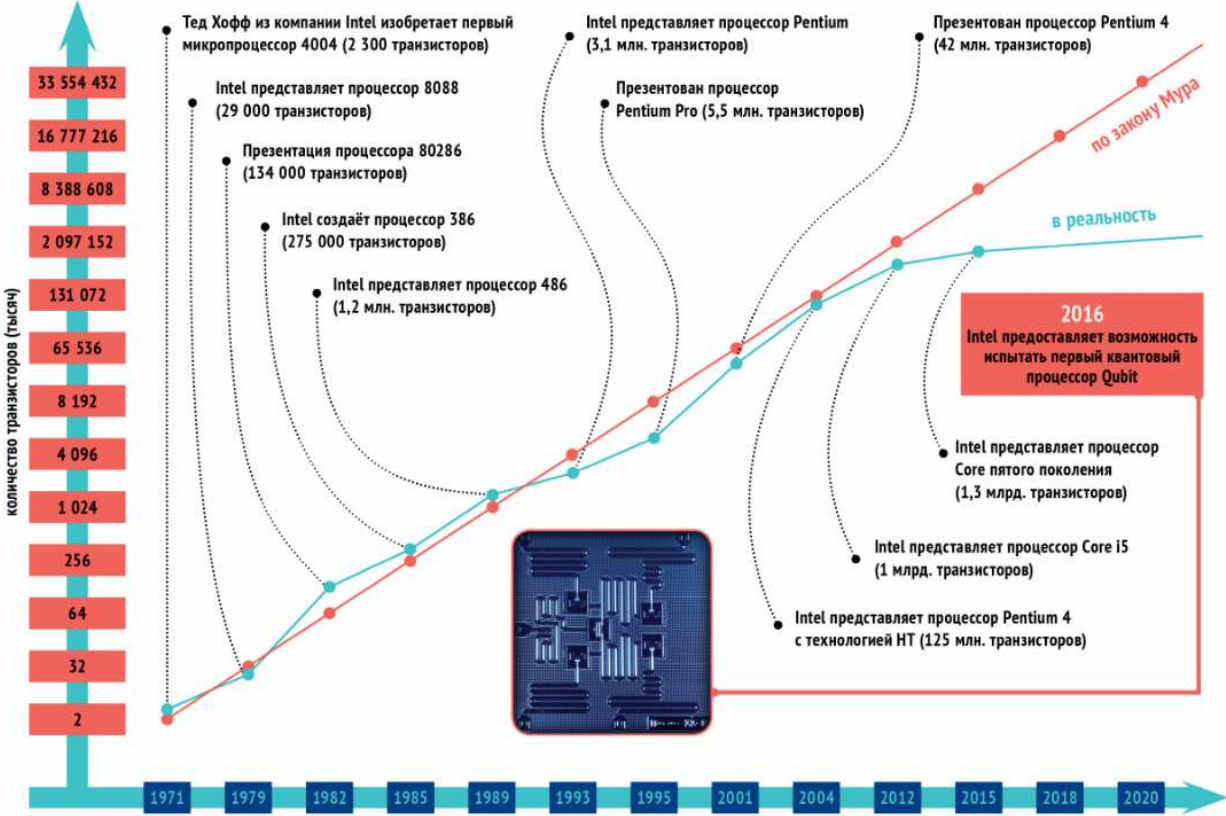 Тед Хофф из компании Intel изобретает первый
микропроцессор 4004 (2 300 транзисторов)
Intel представляет процессор 8088
(29 000 транзисторов)
Презентация процессора 80286
(134 000 транзисторов)
Intel создаёт процессор 386
(275 000 транзисторов)
Intel представляет процессор 486
(1,2 млн. транзисторов)
Intel представляет процессор Pentium
(3,1 млн. транзисторов)
Презентован процессор
Pentium Pro (5,5 млн. транзисторов)
Презентован процессор Pentium 4
(42 млн. транзисторов)
по закону Мура
в реальность
2016
Intel предоставляет возможность
испытать первый квантовый
процессор Qubit
Intel представляет процессор
Core пятого поколения
(1,3 млрд. транзисторов)
Intel представляет процессор Core i5
(1 млрд. транзисторов)
Intel представляет процессор Pentium 4
с технологией HT (125 млн. транзисторов)
количество транзисторов (тысяч)
33 554 432
16 777 216
8 388 608
2 097 152
131 072
65 536
8 192
4 096
1 024
256
64
32
2
1971
1979
1982
1985
1989
1993
1995
2001
2004
2012
2015
2018
2020